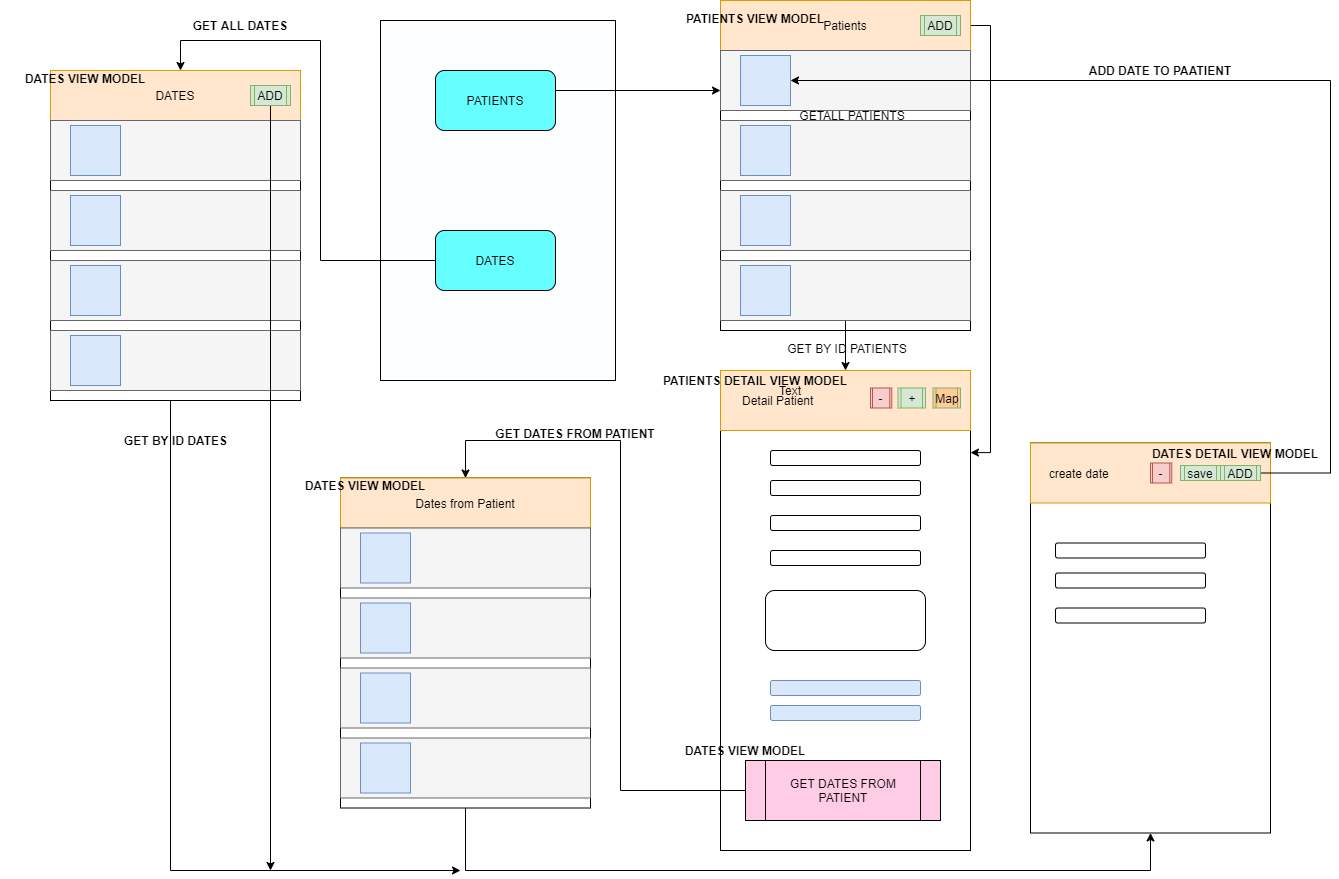 GET ALL DATES
DATES VIEW MODEL
DATES
ADD
PATIENTS
DATES
PATIENTS VIEW MODEL
Patients
ADD
ADD DATE TO PAATIENT
GETALL PATIENTS
GET BY ID PATIENTS
PATIENTS DETAIL VIEW MODEL
Text
Detail Patient
-
+
Map
GET BY ID DATES
GET DATES FROM PATIENT
DATES VIEW MODEL
Dates from Patient
DATES DETAIL VIEW MODEL
create date
-
save
ADD
DATES VIEW MODEL
GET DATES FROM
PATIENT